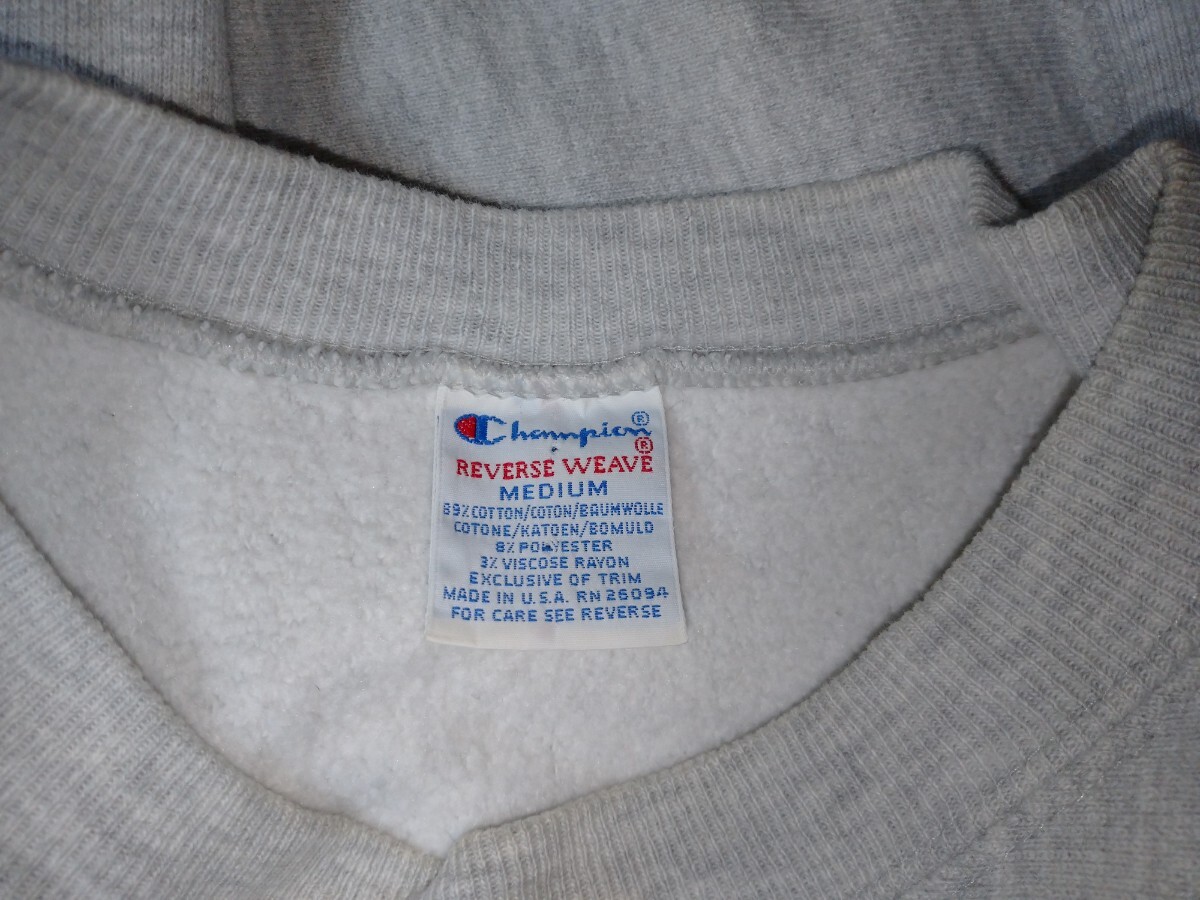 Champion®
REVERSE WEAVE®
MEDIUM
89% COTTON/COTON/BAUMWOLLE
COTONE/KATOEN/BOMULD
8% POLYESTER
3% VISCOSE RAYON
EXCLUSIVE OF TRIM
MADE IN U.S.A. RN 26094
FOR CARE SEE REVERSE